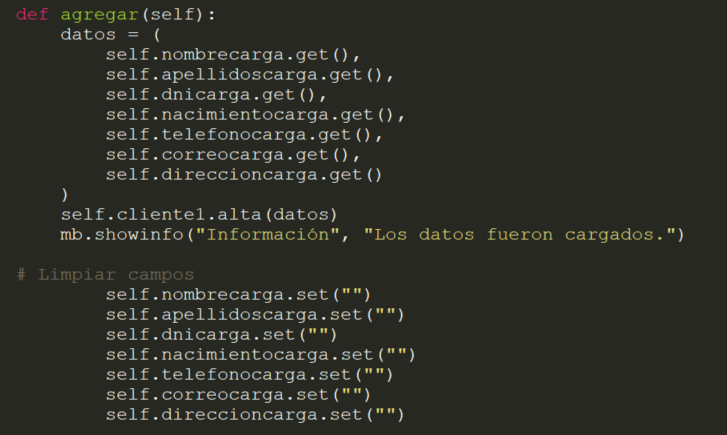 def agregar(self):
    datos = (
        self.nombrecarga.get(),
        self.apellidoscarga.get(),
        self.dnicarga.get(),
        self.nacimientocarga.get(),
        self.telefonocarga.get(),
        self.correocarga.get(),
        self.direccioncarga.get()
    )
    self.cliente1.alta(datos)
    mb.showinfo("Información", "Los datos fueron cargados.")

# Limpiar campos
        self.nombrecarga.set("")
        self.apellidoscarga.set("")
        self.dnicarga.set("")
        self.nacimientocarga.set("")
        self.telefonocarga.set("")
        self.correocarga.set("")
        self.direccioncarga.set("")